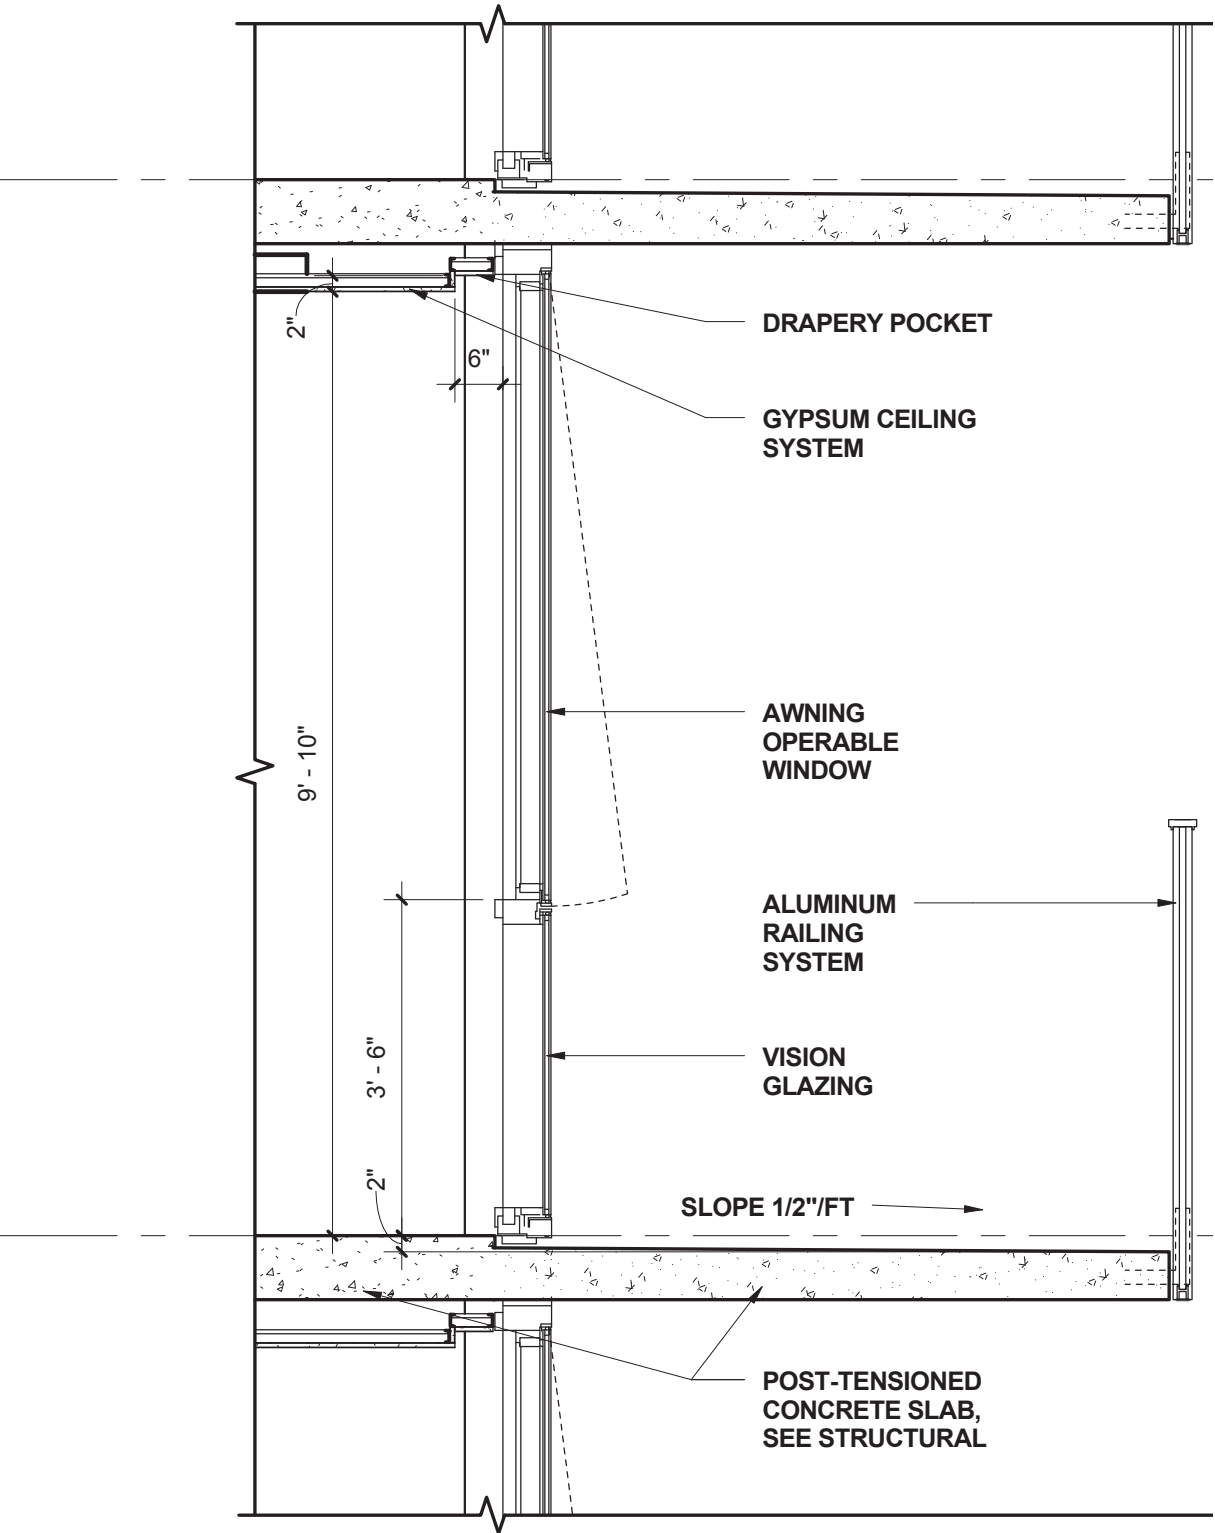 2"
6"
DRAPERY POCKET
GYPSUM CEILING
SYSTEM
AWNING
OPERABLE
WINDOW
9' - 10"
ALUMINUM
RAILING
SYSTEM
3' - 6"
VISION
GLAZING
2"
SLOPE 1/2"/FT
POST-TENSIONED
CONCRETE SLAB,
SEE STRUCTURAL